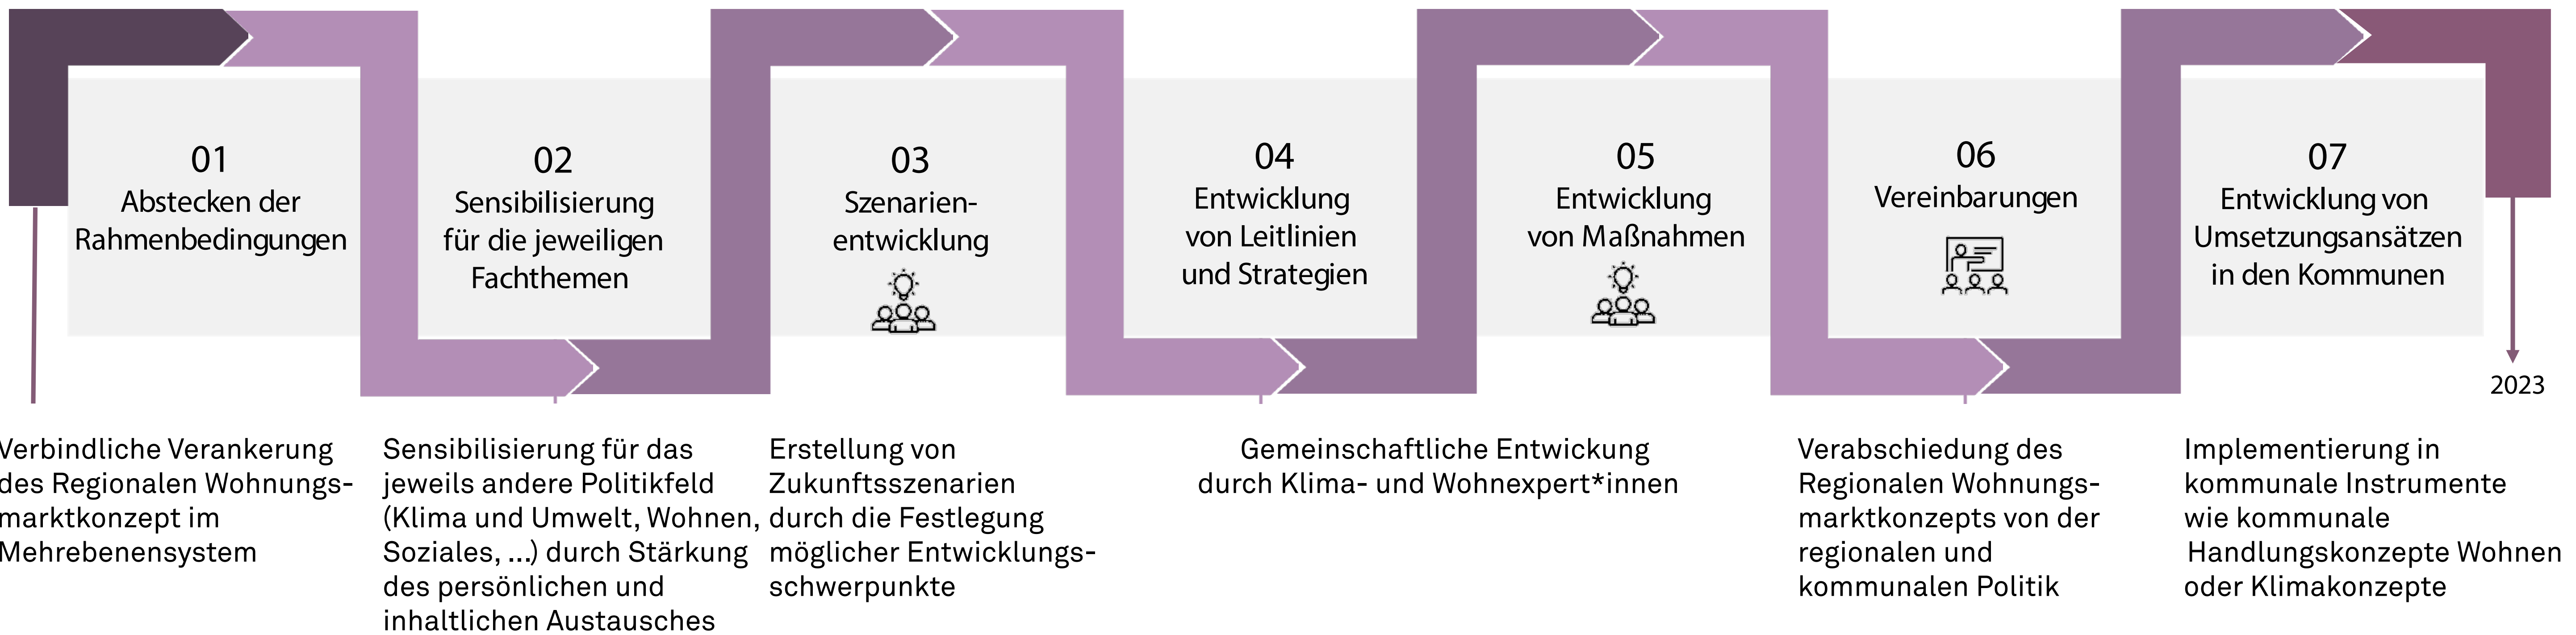 01
Abstecken der
Rahmenbedingungen
02
Sensibilisierung
für die jeweiligen
Fachthemen
03
Szenarien-
entwicklung
04
Entwicklung
von Leitlinien
und Strategien
05
Entwicklung
von Maßnahmen
06
Vereinbarungen
07
Entwicklung von
Umsetzungsansätzen
in den Kommunen
2023
Verbindliche Verankerung
des Regionalen Wohnungs-
marktkonzept im
Mehrebenensystem
Sensibilisierung für das
jeweils andere Politikfeld
(Klima und Umwelt, Wohnen,
Soziales, ...) durch Stärkung
des persönlichen und
inhaltlichen Austausches
Erstellung von
Zukunftsszenarien
durch die Festlegung
möglicher Entwicklungs-
schwerpunkte
Gemeinschaftliche Entwickung
durch Klima- und Wohnexpert*innen
Verabschiedung des
Regionalen Wohnungs-
marktkonzepts von der
regionalen und
kommunalen Politik
Implementierung in
kommunale Instrumente
wie kommunale
Handlungskonzepte Wohnen
oder Klimakonzepte